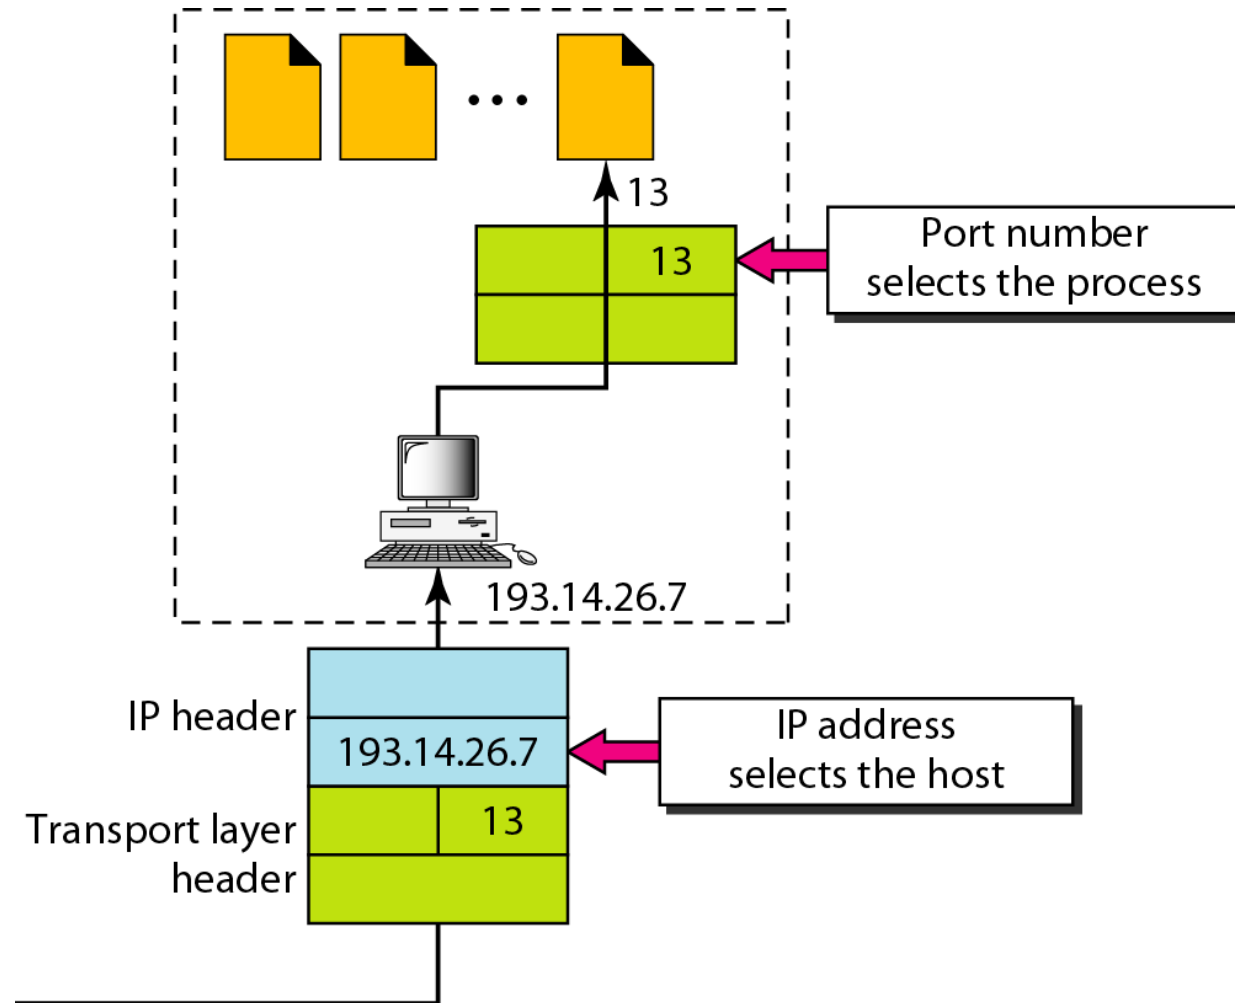 13
13
Port number
selects the process
193.14.26.7
IP header
193.14.26.7
IP address
selects the host
Transport layer
header
13